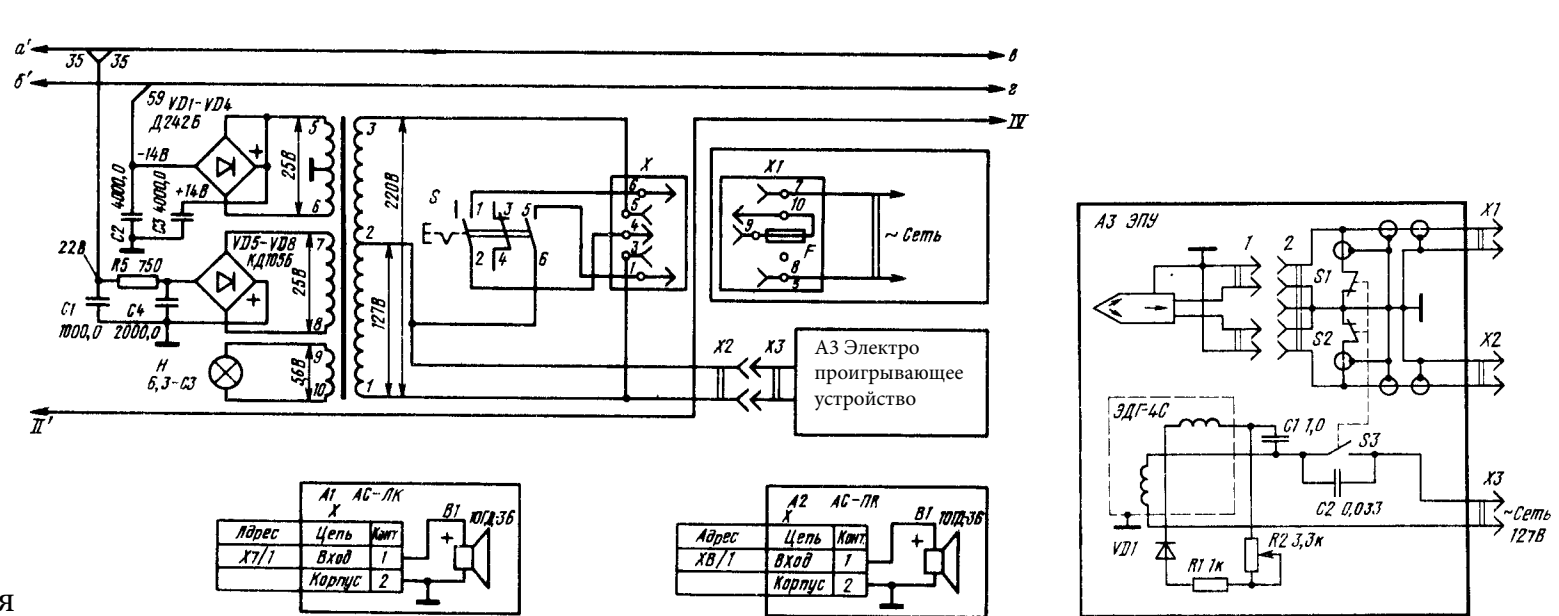 а'
35 35
в
б'
г
59 VD1-VD4
Д242Б
-14В
+14В
4000,0
C2
C3 4000,0
25В
5
6
3
220В
2
127В
1
IV
S
E
1 3 5
2 4 6
X
6
5
4
3
1
X1
7
10
9
F
8
5
~ Сеть
22В
R5 750
VD5-VD8
КД105Б
C1
1000,0
C4
2000,0
25В
7
8
H
6,3-С3
5,6В
9
10
II'
X2 X3
А3 Электро
проигрывающее
устройство
A3 ЭПУ
1 2
S1
S2
X1
X2
ЭДГ-4С
C1 1,0
S3
C2 0,033
X3
~Сеть
127В
VD1
R2 3,3к
R1 1к
A1 АС-ЛК
X
B1 10ГД-36
Адрес Цепь Конт.
X7/1 Вход 1
Корпус 2
A2 АС-ПК
X
B1 10ГД-36
Адрес Цепь Конт.
X8/1 Вход 1
Корпус 2
я